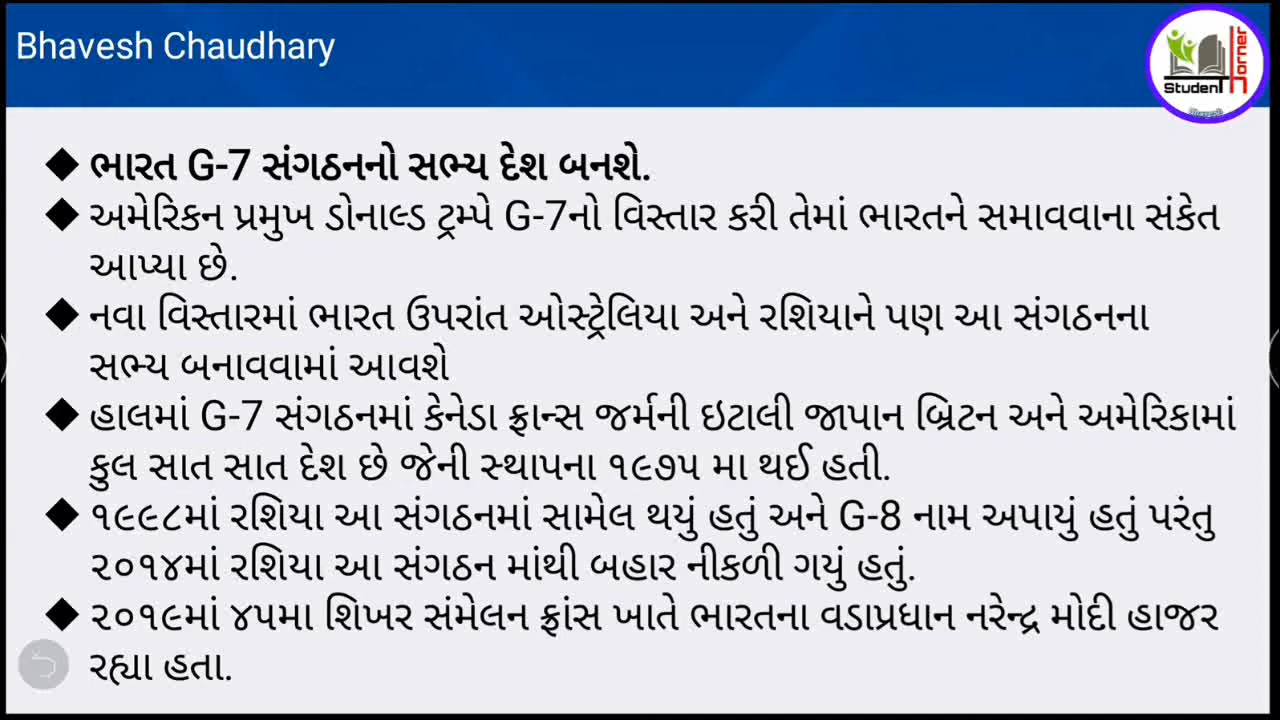 Bhavesh Chaudhary
Student Corner
◆ ભારત G-7 સંગઠનનો સભ્ય દેશ બનશે.
◆ અમેરિકન પ્રમુખ ડોનાલ્ડ ટ્રમ્પે G-7નો વિસ્તાર કરી તેમાં ભારતને સમાવવાના સંકેત
આપ્યા છે.
◆ નવા વિસ્તારમાં ભારત ઉપરાંત ઓસ્ટ્રેલિયા અને રશિયાને પણ આ સંગઠનના
સભ્ય બનાવવામાં આવશે
◆ હાલમાં G-7 સંગઠનમાં કેનેડા ફ્રાન્સ જર્મની ઇટાલી જાપાન બ્રિટન અને અમેરિકામાં
કુલ સાત સાત દેશ છે જેની સ્થાપના ૧૯૭૫ મા થઈ હતી.
◆ ૧૯૯૮માં રશિયા આ સંગઠનમાં સામેલ થયું હતું અને G-8 નામ અપાયું હતું પરંતુ
૨૦૧૪માં રશિયા આ સંગઠન માંથી બહાર નીકળી ગયું હતું.
◆ ૨૦૧૯માં ૪૫મા શિખર સંમેલન ફ્રાંસ ખાતે ભારતના વડાપ્રધાન નરેન્દ્ર મોદી હાજર
રહ્યા હતા.